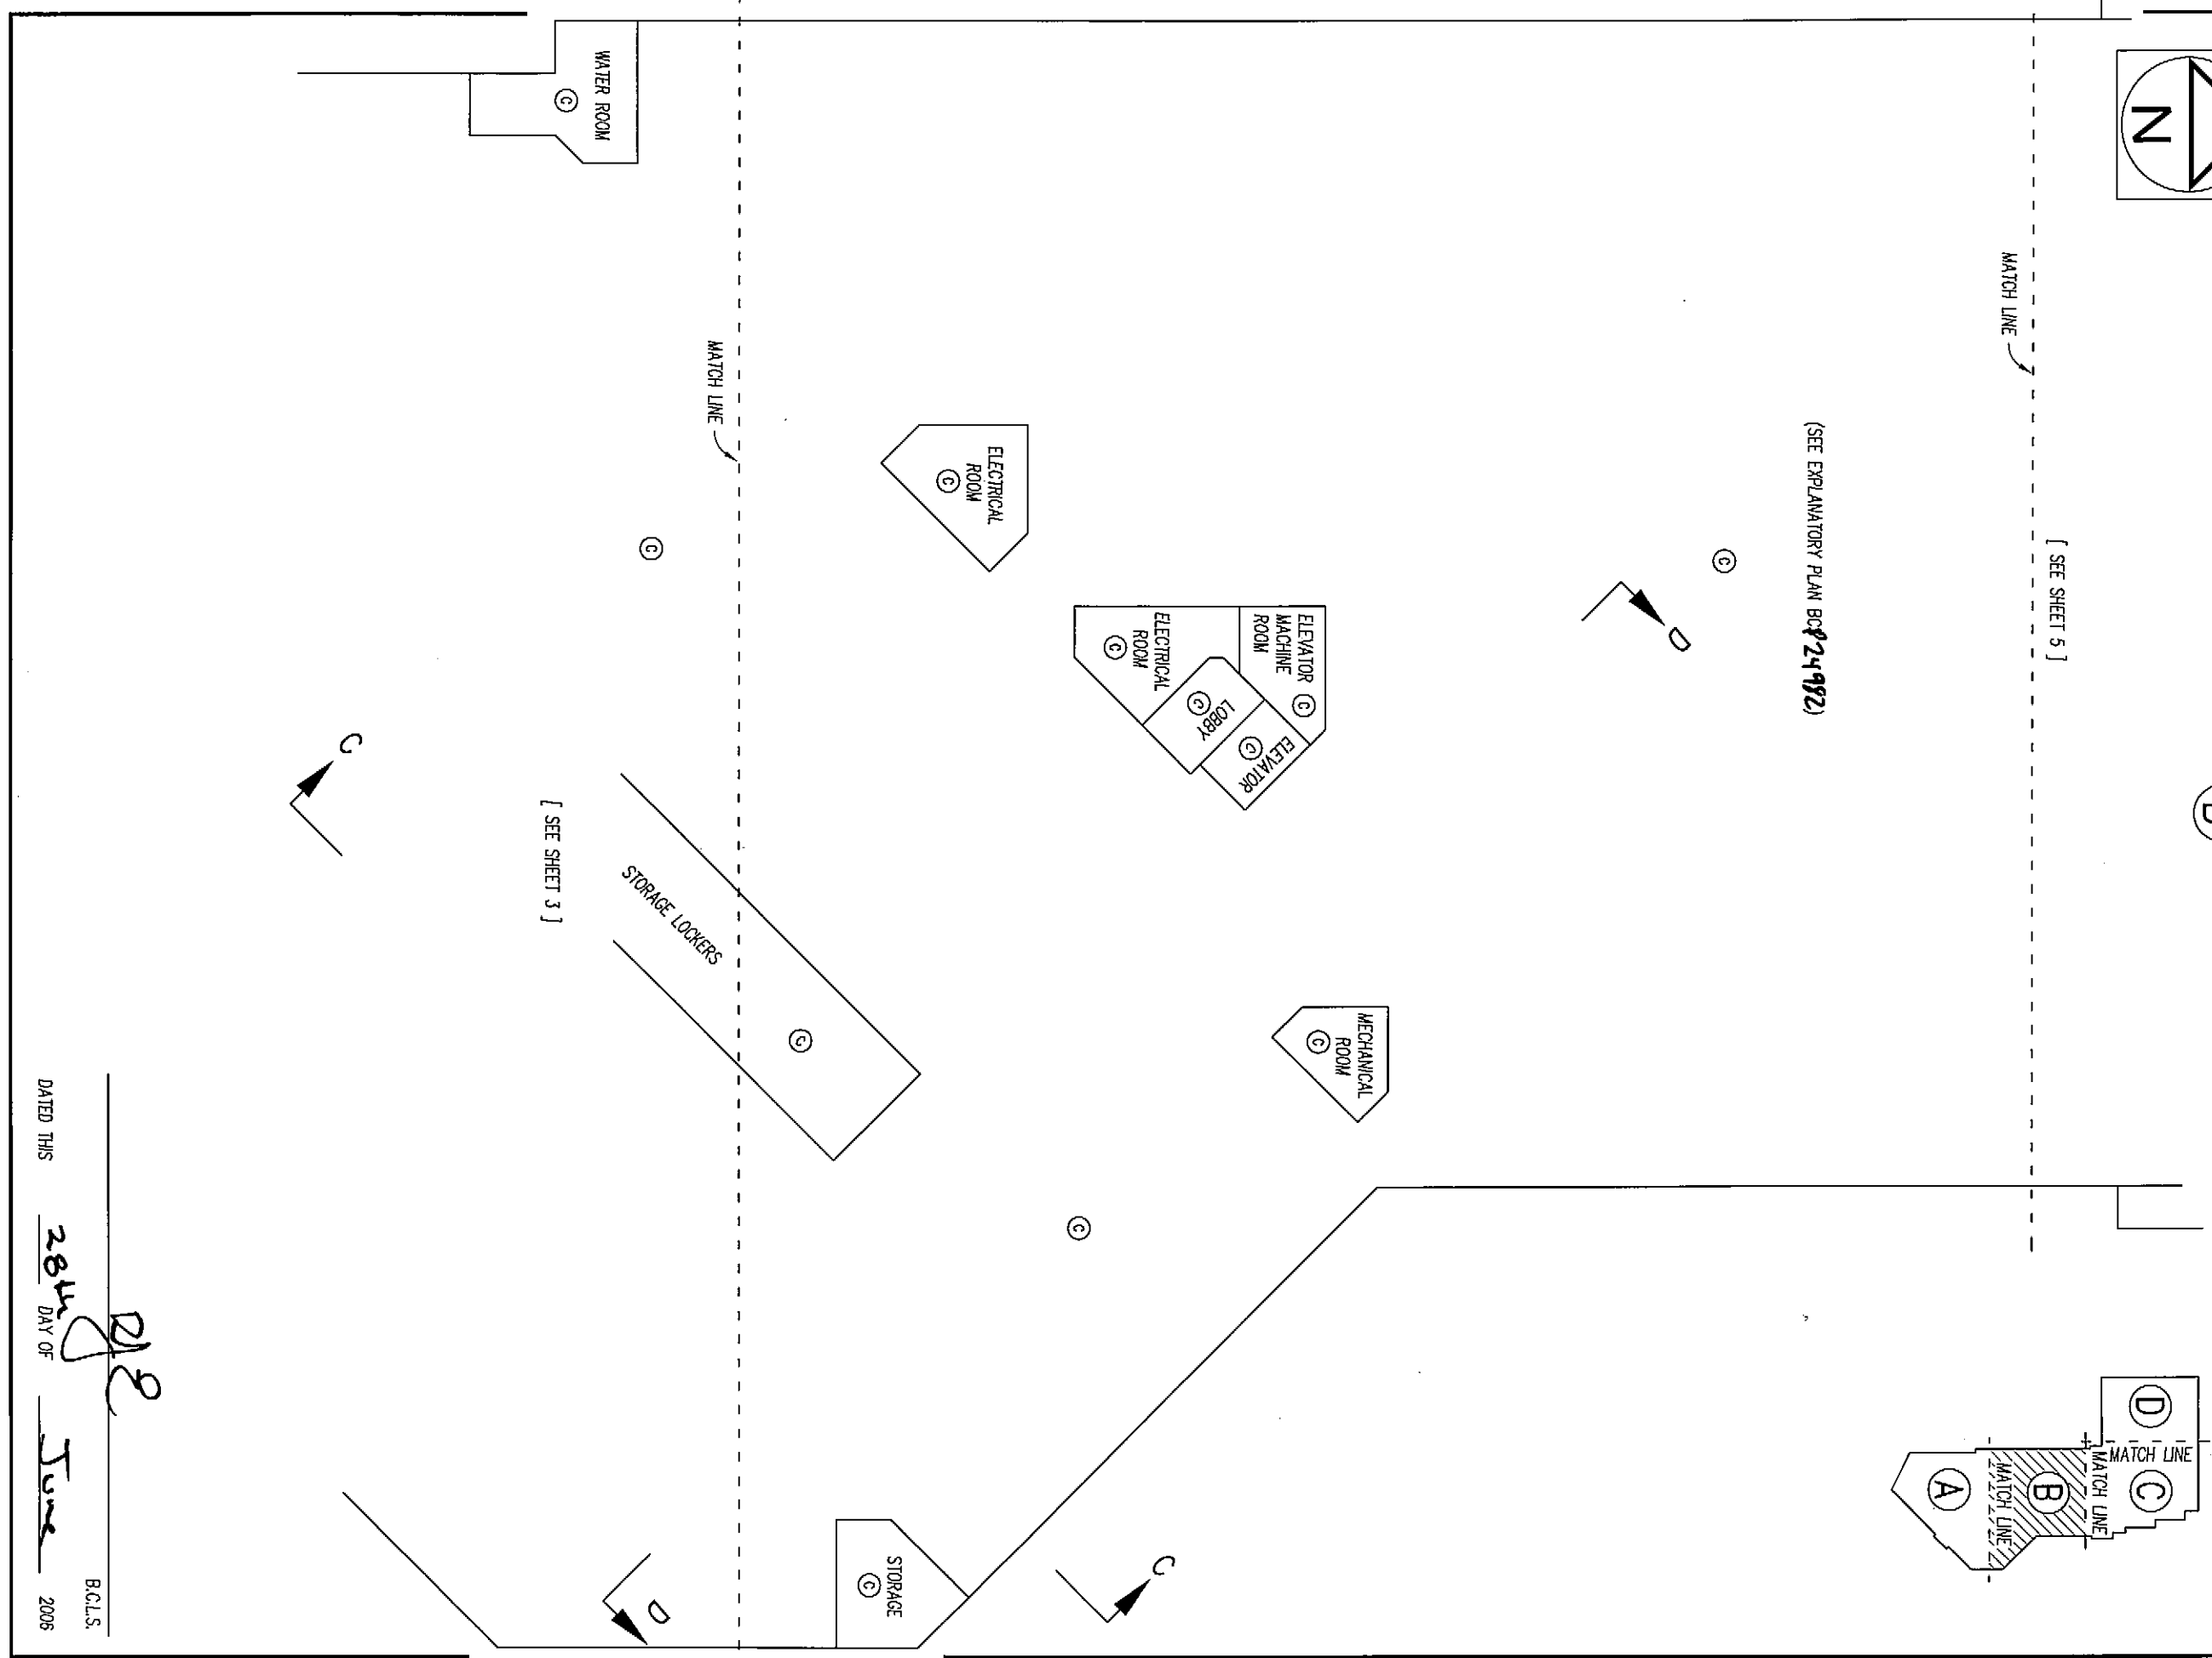 N
D
MATCH LINE
[ SEE SHEET 5 ]
(SEE EXPLANATORY PLAN BCP24982)
C
D
D
MATCH LINE
C
MATCH LINE
B
MATCH LINE
A
ELEVATOR
MACHINE
ROOM
C
ELECTRICAL
ROOM
C
LOBBY
C
ELEVATOR
C
MECHANICAL
ROOM
C
ELECTRICAL
ROOM
C
C
C
STORAGE
C
MATCH LINE
WATER ROOM
C
C
STORAGE LOCKERS
C
[ SEE SHEET 3 ]
D
C
B.C.L.S.
DATED THIS 28th DAY OF June 2006